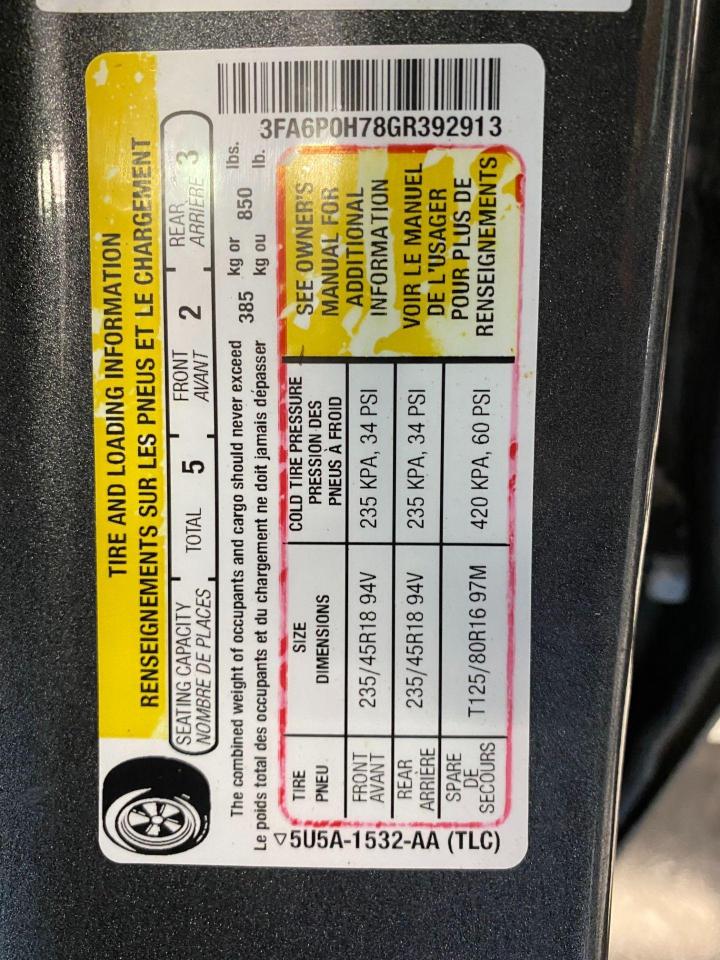 3FA6P0H78GR392913
TIRE AND LOADING INFORMATION
RENSEIGNEMENTS SUR LES PNEUS ET LE CHARGEMENT
SEATING CAPACITY
NOMBRE DE PLACES
TOTAL 5
FRONT
AVANT
2
REAR
ARRIÈRE
3
The combined weight of occupants and cargo should never exceed 385 kg or 850 lbs.
Le poids total des occupants et du chargement ne doit jamais dépasser kg ou lb.
TIRE
PNEU
SIZE
DIMENSIONS
COLD TIRE PRESSURE
PRESSION DES
PNEUS À FROID
FRONT
AVANT
235/45R18 94V
235 KPA, 34 PSI
REAR
ARRIÈRE
235/45R18 94V
235 KPA, 34 PSI
SPARE
DE
SECOURS
T125/80R16 97M
420 KPA, 60 PSI
SEE OWNER'S
MANUAL FOR
ADDITIONAL
INFORMATION
VOIR LE MANUEL
DE L'USAGER
POUR PLUS DE
RENSEIGNEMENTS
▽5U5A-1532-AA (TLC)